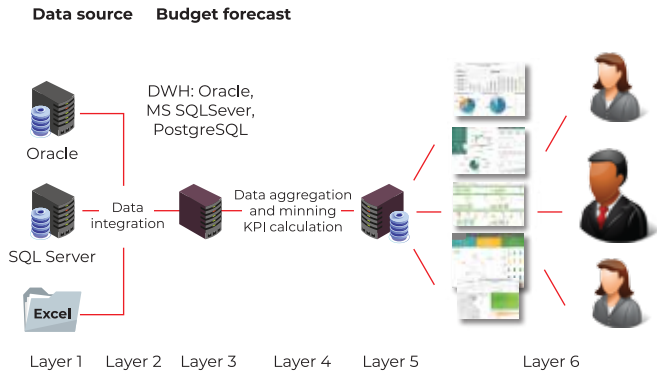 Data source
Budget forecast
DWH: Oracle,
MS SQLSever,
PostgreSQL
Oracle
SQL Server
Data
integration
Data aggregation
and minning
KPI calculation
Excel
Layer 1
Layer 2
Layer 3
Layer 4
Layer 5
Layer 6